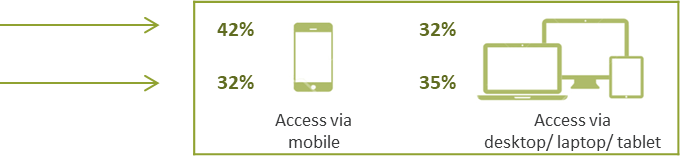 42% 32%
32% 35%
Access via Access via
mobile desktop/ laptop/ tablet